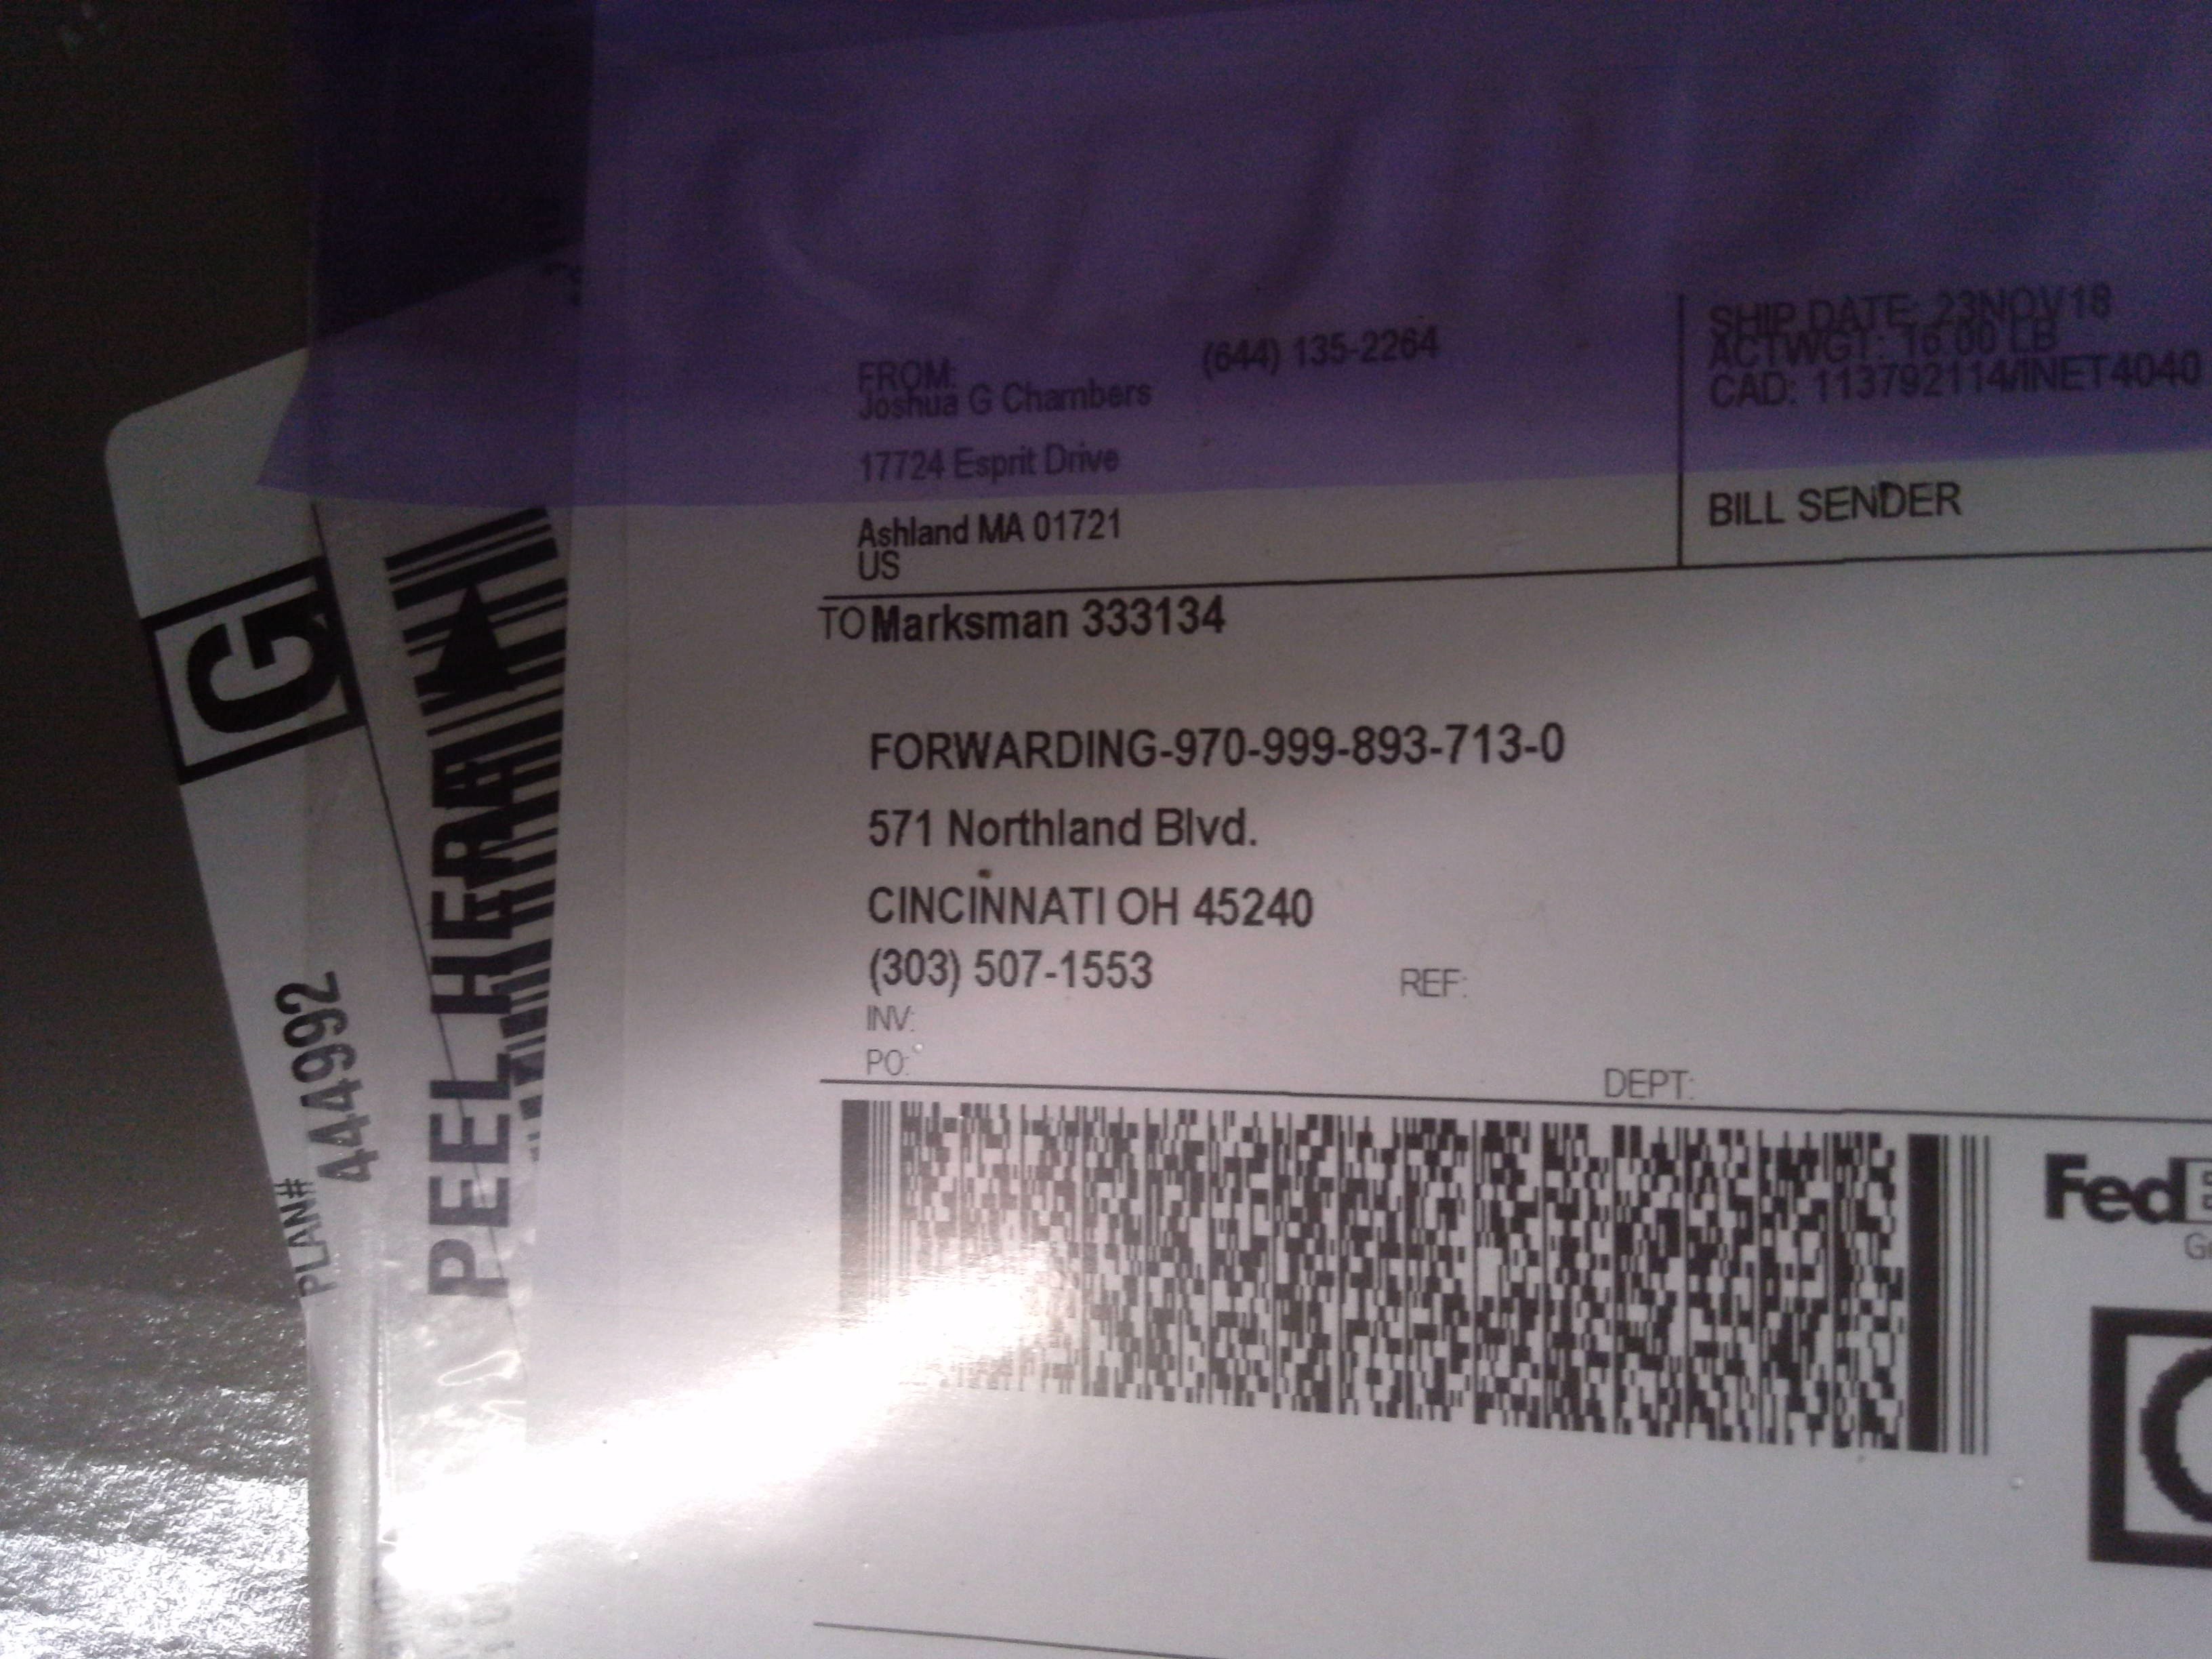 FROM: (644) 135-2264
Joshua G Chambers
17724 Esprit Drive
Ashland MA 01721
US
SHIP DATE: 23NOV18
ACTWGT: 16.00 LB
CAD: 113792114/INET4040
BILL SENDER
TO Marksman 333134
FORWARDING-970-999-893-713-0
571 Northland Blvd.
CINCINNATI OH 45240
(303) 507-1553
REF:
INV:
PO:
DEPT:
Fed
G
PLAN#
444992
PEEL HERE